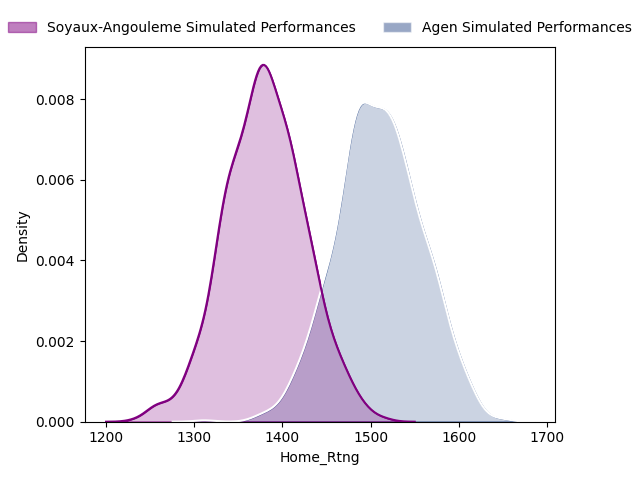 Soyaux-Angouleme Simulated Performances Agen Simulated Performances
0.008
0.006
0.004
0.002
0.000
Density
1200 1300 1400 1500 1600 1700
Home_Rtng